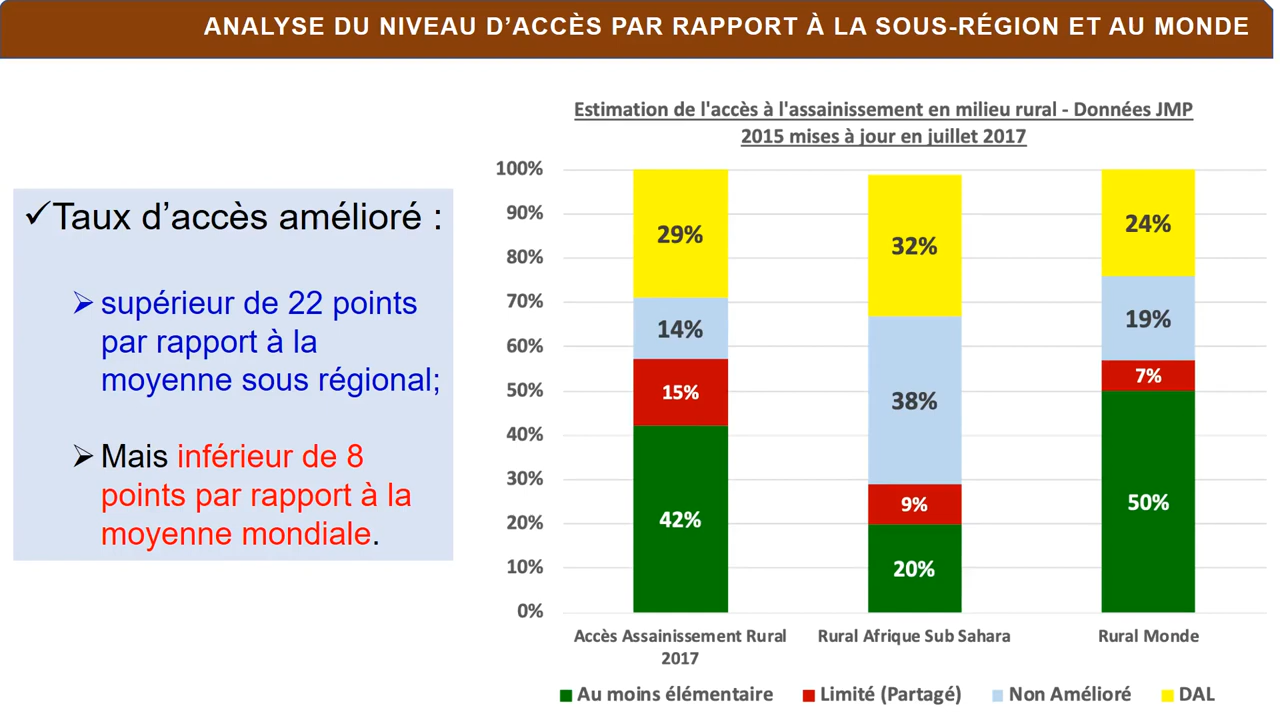 ANALYSE DU NIVEAU D'ACCÈS PAR RAPPORT À LA SOUS-RÉGION ET AU MONDE
✓Taux d'accès amélioré :
➢ supérieur de 22 points
par rapport à la
moyenne sous régional;
➢ Mais inférieur de 8
points par rapport à la
moyenne mondiale.
Estimation de l'accès à l'assainissement en milieu rural - Données JMP
2015 mises à jour en juillet 2017
100%
90%
80%
70%
60%
50%
40%
30%
20%
10%
0%
29%
14%
15%
42%
32%
38%
9%
20%
24%
19%
7%
50%
Accès Assainissement Rural
2017
Rural Afrique Sub Sahara
Rural Monde
Au moins élémentaire
Limité (Partagé)
Non Amélioré
DAL